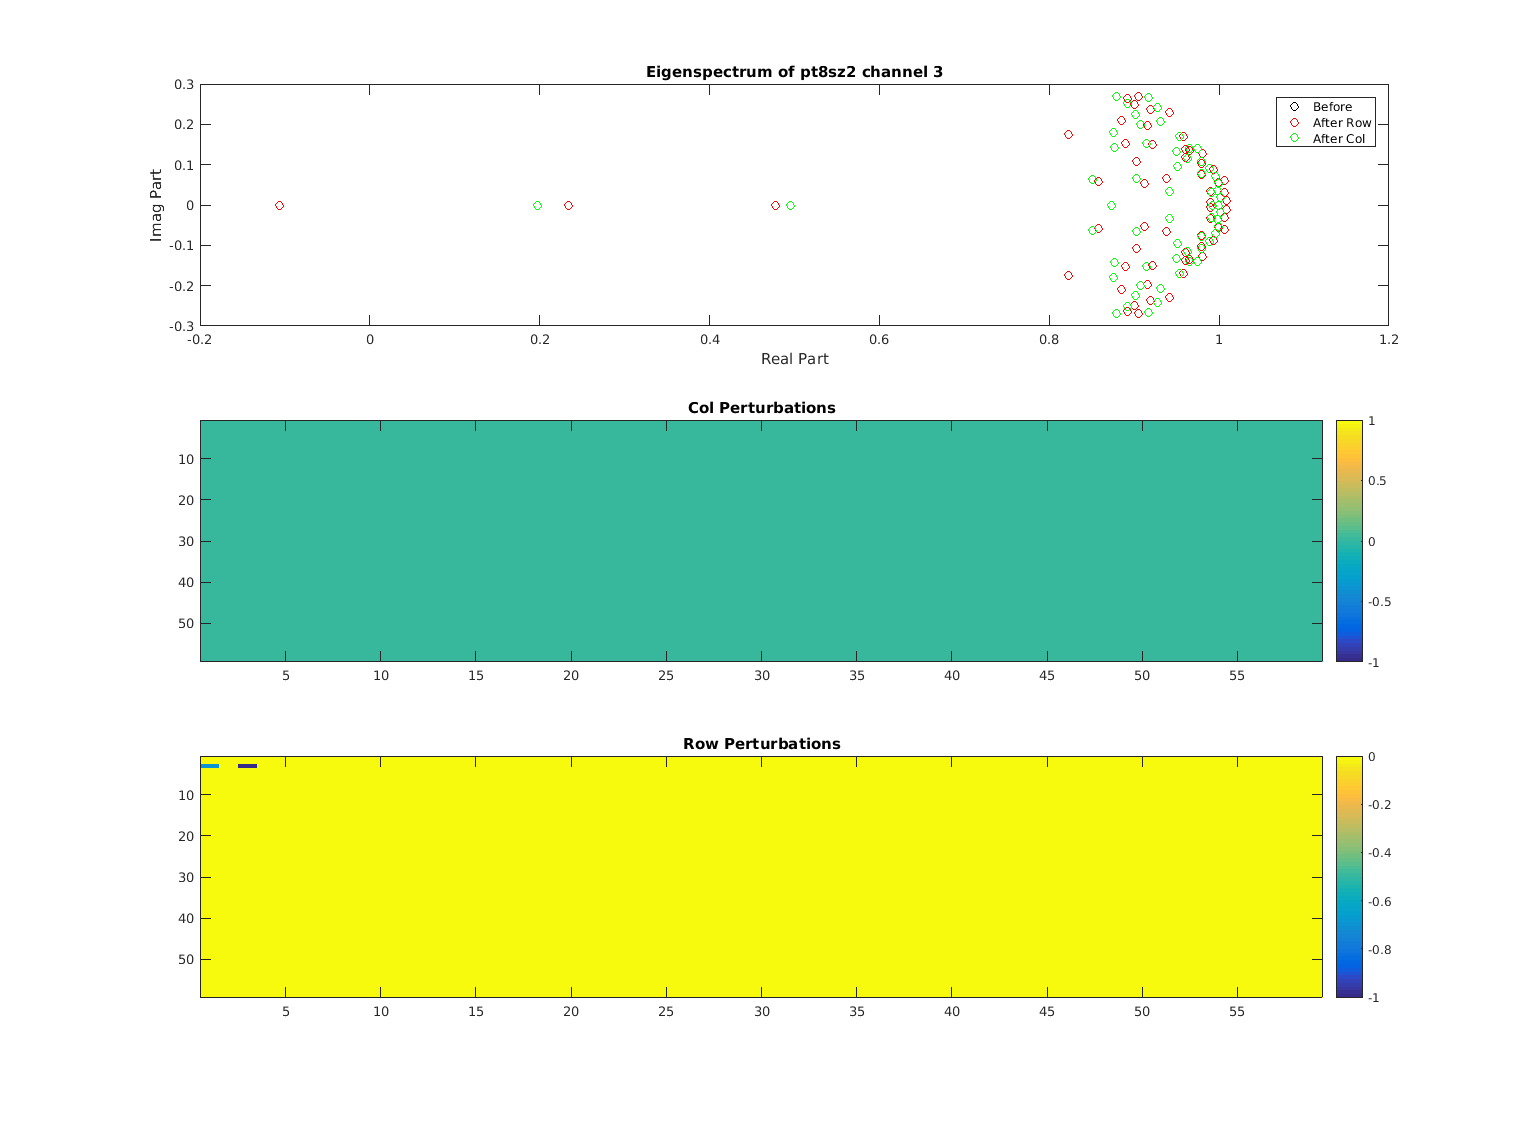 Eigenspectrum of pt8sz2 channel 3
0.3
0.2
0.1
0
-0.1
-0.2
-0.3
Imag Part
Before
After Row
After Col
-0.2 0 0.2 0.4 0.6 0.8 1 1.2
Real Part
Col Perturbations
10
20
30
40
50
5 10 15 20 25 30 35 40 45 50 55
1
0.5
0
-0.5
-1
Row Perturbations
10
20
30
40
50
5 10 15 20 25 30 35 40 45 50 55
0
-0.2
-0.4
-0.6
-0.8
-1